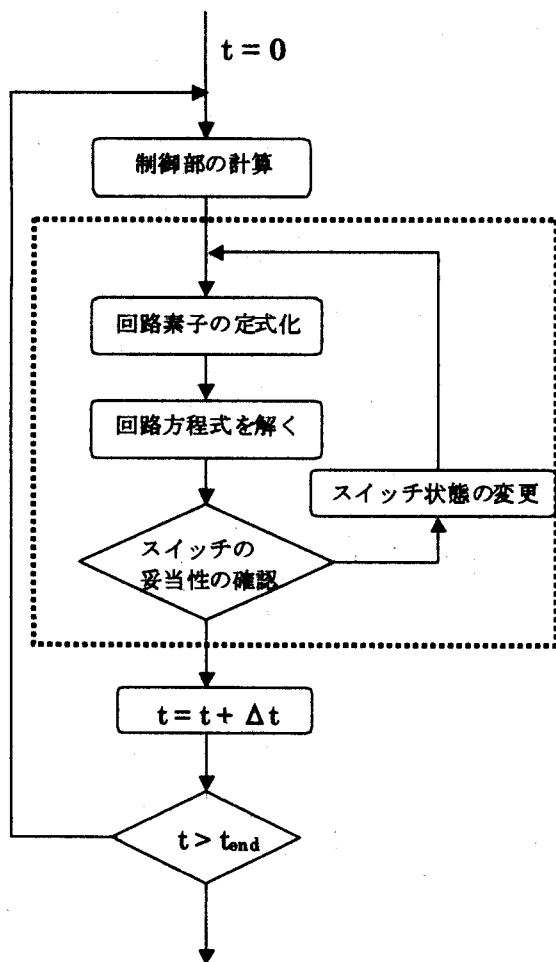 t = 0
制御部の計算
回路素子の定式化
回路方程式を解く
スイッチ状態の変更
スイッチの
妥当性の確認
t = t + Δt
t > tend